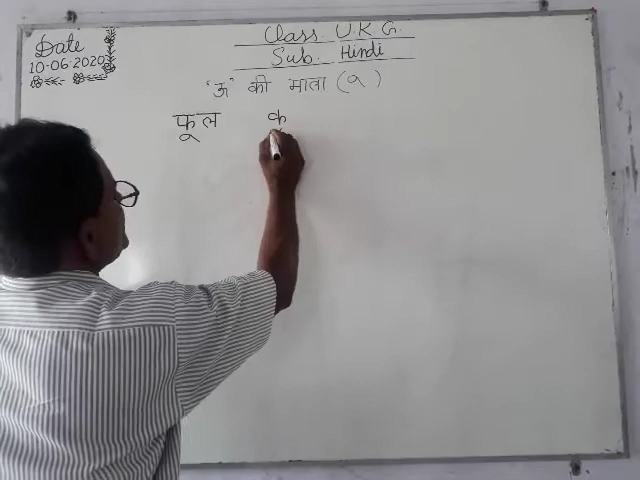 Date
10-06-2020
Class. U.K.G.
Sub. Hindi
"ऊ" की मात्रा ( ू )
फूल क